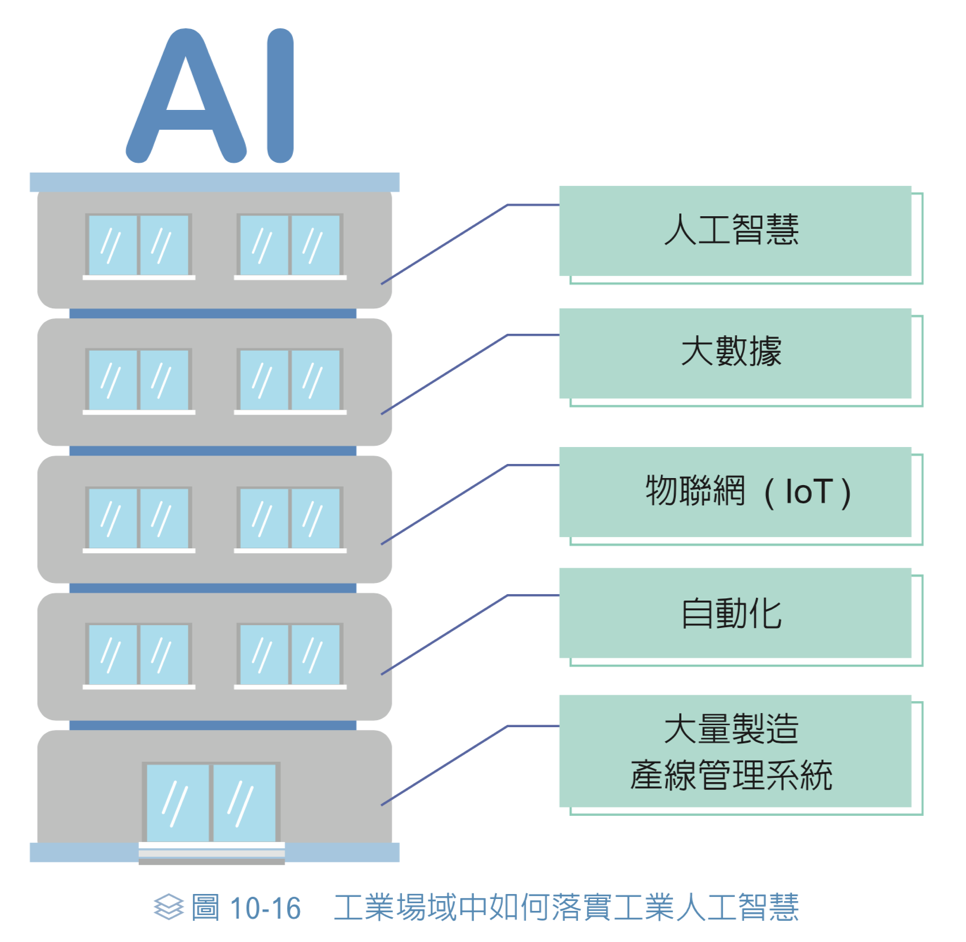 AI
人工智慧
大數據
物聯網（IoT）
自動化
大量製造
產線管理系統
圖 10-16　工業場域中如何落實工業人工智慧